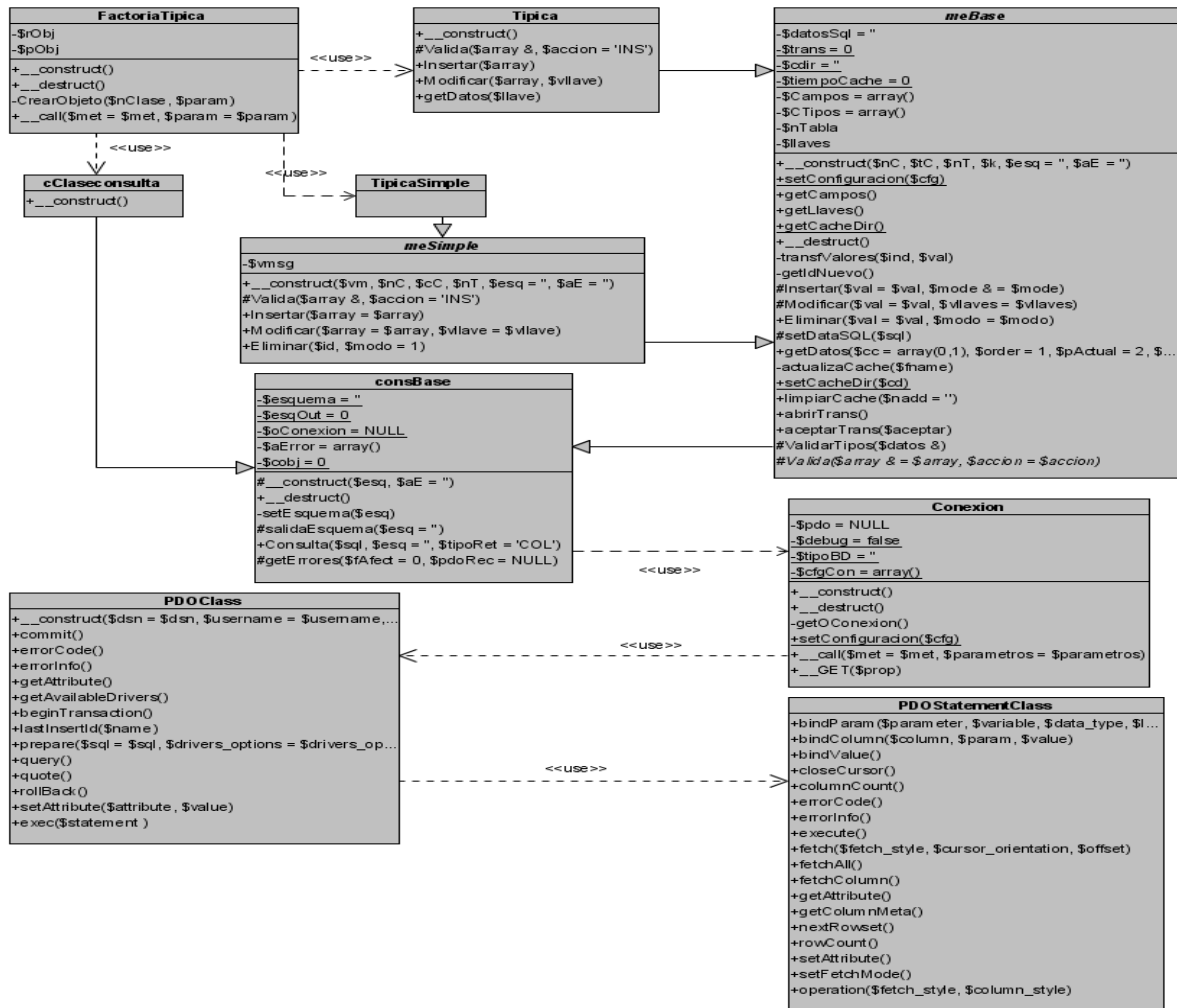 FactoriaTipica
-$rObj
-$pObj
+__construct()
+__destruct()
-CrearObjeto($nClase, $param)
+__call($met = $met, $param = $param)
<<use>>
Tipica
+__construct()
#Valida($array &, $accion = 'INS')
+Insertar($array)
+Modificar($array, $vllave)
+getDatos($llave)
meBase
-$datosSql = ''
-$trans = 0
-$cdir = ''
-$tiempoCache = 0
-$Campos = array()
-$CTipos = array()
-$nTabla
-$llaves
+__construct($nC, $tC, $nT, $k, $esq = '', $aE = '')
+setConfiguracion($cfg)
+getCampos()
+getLlaves()
+getCacheDir()
+__destruct()
-transfValores($ind, $val)
-getIdNuevo()
#Insertar($val = $val, $mode & = $mode)
#Modificar($val = $val, $vllaves = $vllaves)
+Eliminar($val = $val, $modo = $modo)
#setDataSQL($sql)
+getDatos($cc = array(0,1), $order = 1, $pActual = 2, $...
-actualizaCache($fname)
+setCacheDir($cd)
+limpiarCache($nadd = '')
+abrirTrans()
+aceptarTrans($aceptar)
#ValidarTipos($datos &)
#Valida($array & = $array, $accion = $accion)
<<use>>
<<use>>
cClaseconsulta
+__construct()
TipicaSimple
meSimple
-$vmsg
+__construct($vm, $nC, $cC, $nT, $esq = '', $aE = '')
#Valida($array &, $accion = 'INS')
+Insertar($array = $array)
+Modificar($array = $array, $vllave = $vllave)
+Eliminar($id, $modo = 1)
consBase
-$esquema = ''
-$esqOut = 0
-$oConexion = NULL
-$aError = array()
-$cobj = 0
#__construct($esq, $aE = '')
+__destruct()
-setEsquema($esq)
#salidaEsquema($esq = '')
+Consulta($sql, $esq = '', $tipoRet = 'COL')
#getErrores($fAfect = 0, $pdoRec = NULL)
<<use>>
Conexion
-$pdo = NULL
-$debug = false
-$tipoBD = ''
-$cfgCon = array()
+__construct()
+__destruct()
-getOConexion()
+setConfiguracion($cfg)
+__call($met = $met, $parametros = $parametros)
+__GET($prop)
<<use>>
PDOClass
+__construct($dsn = $dsn, $username = $username,...
+commit()
+errorCode()
+errorInfo()
+getAttribute()
+getAvailableDrivers()
+beginTransaction()
+lastInsertId($name)
+prepare($sql = $sql, $drivers_options = $drivers_op...
+query()
+quote()
+rollBack()
+setAttribute($attribute, $value)
+exec($statement )
<<use>>
PDOStatementClass
+bindParam($parameter, $variable, $data_type, $l...
+bindColumn($column, $param, $value)
+bindValue()
+closeCursor()
+columnCount()
+errorCode()
+errorInfo()
+execute()
+fetch($fetch_style, $cursor_orientation, $offset)
+fetchAll()
+fetchColumn()
+getAttribute()
+getColumnMeta()
+nextRowset()
+rowCount()
+setAttribute()
+setFetchMode()
+operation($fetch_style, $column_style)